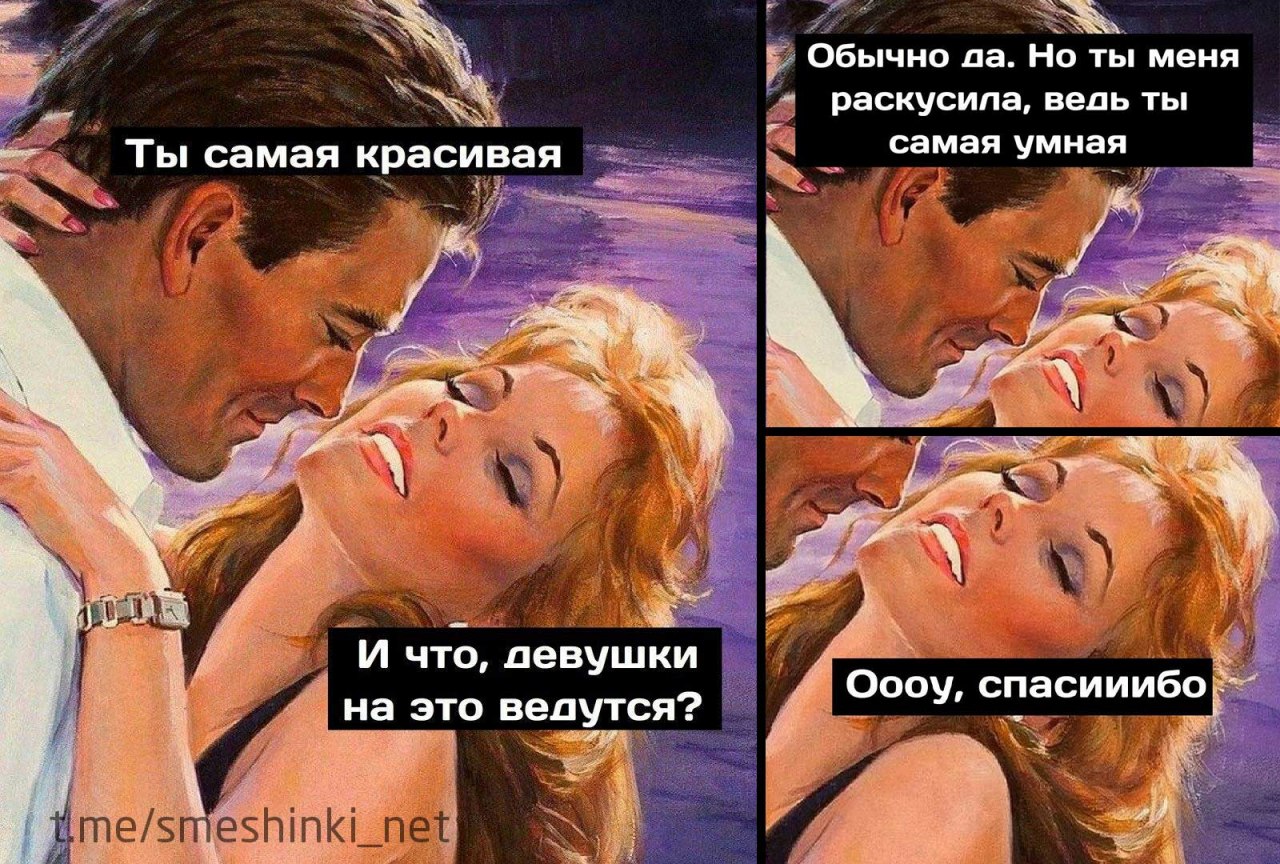 Ты самая красивая
И что, девушки
на это ведутся?
Обычно да. Но ты меня
раскусила, ведь ты
самая умная
Оооу, спасииибо
t.me/smeshinki_net